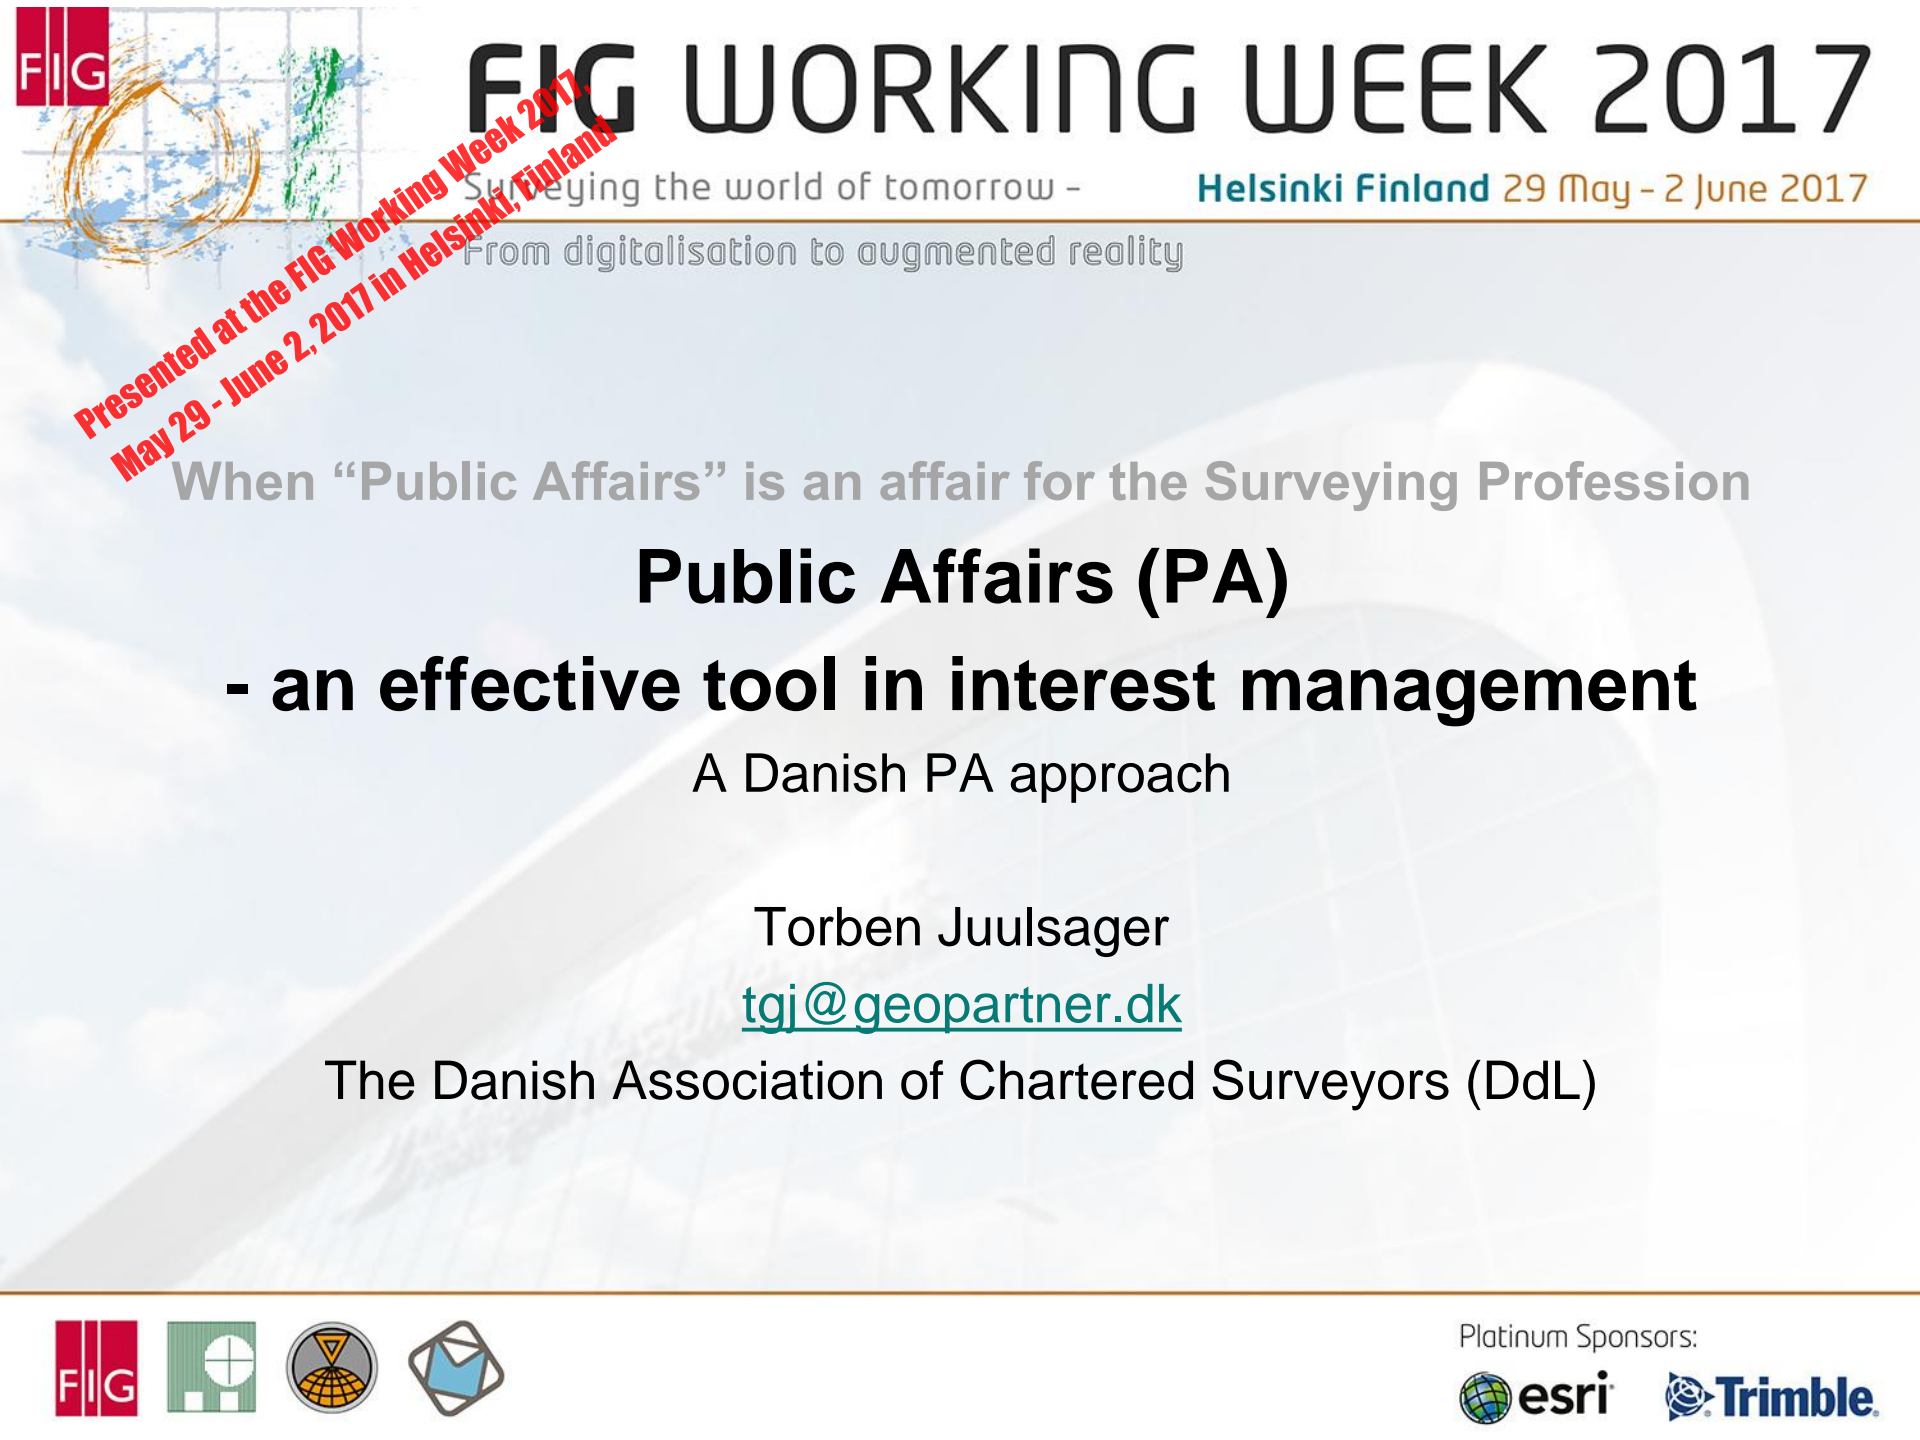 FIG
FIG WORKING WEEK 2017
Surveying the world of tomorrow –
Helsinki Finland 29 May – 2 June 2017
From digitalisation to augmented reality
Presented at the FIG Working Week 2017,
May 29 - June 2, 2017 in Helsinki, Finland
When “Public Affairs” is an affair for the Surveying Profession
Public Affairs (PA)
- an effective tool in interest management
A Danish PA approach
Torben Juulsager
tgj@geopartner.dk
The Danish Association of Chartered Surveyors (DdL)
Platinum Sponsors:
FIG
esri
Trimble.